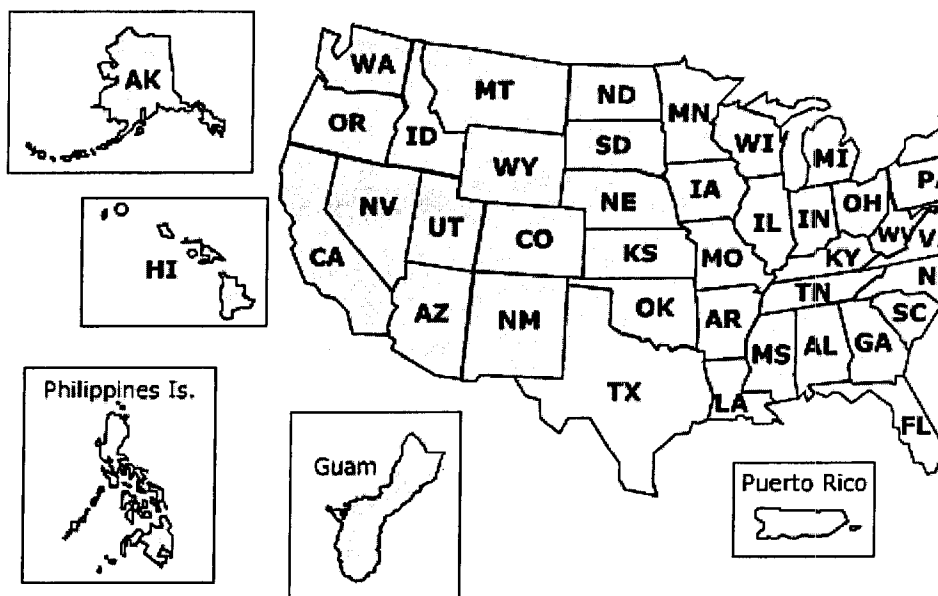 AK
WA
MT
ND
MN
OR
ID
SD
WI
MI
WY
IA
PA
NE
NV
UT
CO
IL
IN
OH
WV
V
HI
CA
KS
MO
KY
AZ
NM
OK
AR
TN
N
SC
MS
AL
GA
TX
LA
FL
Philippines Is.
Guam
Puerto Rico